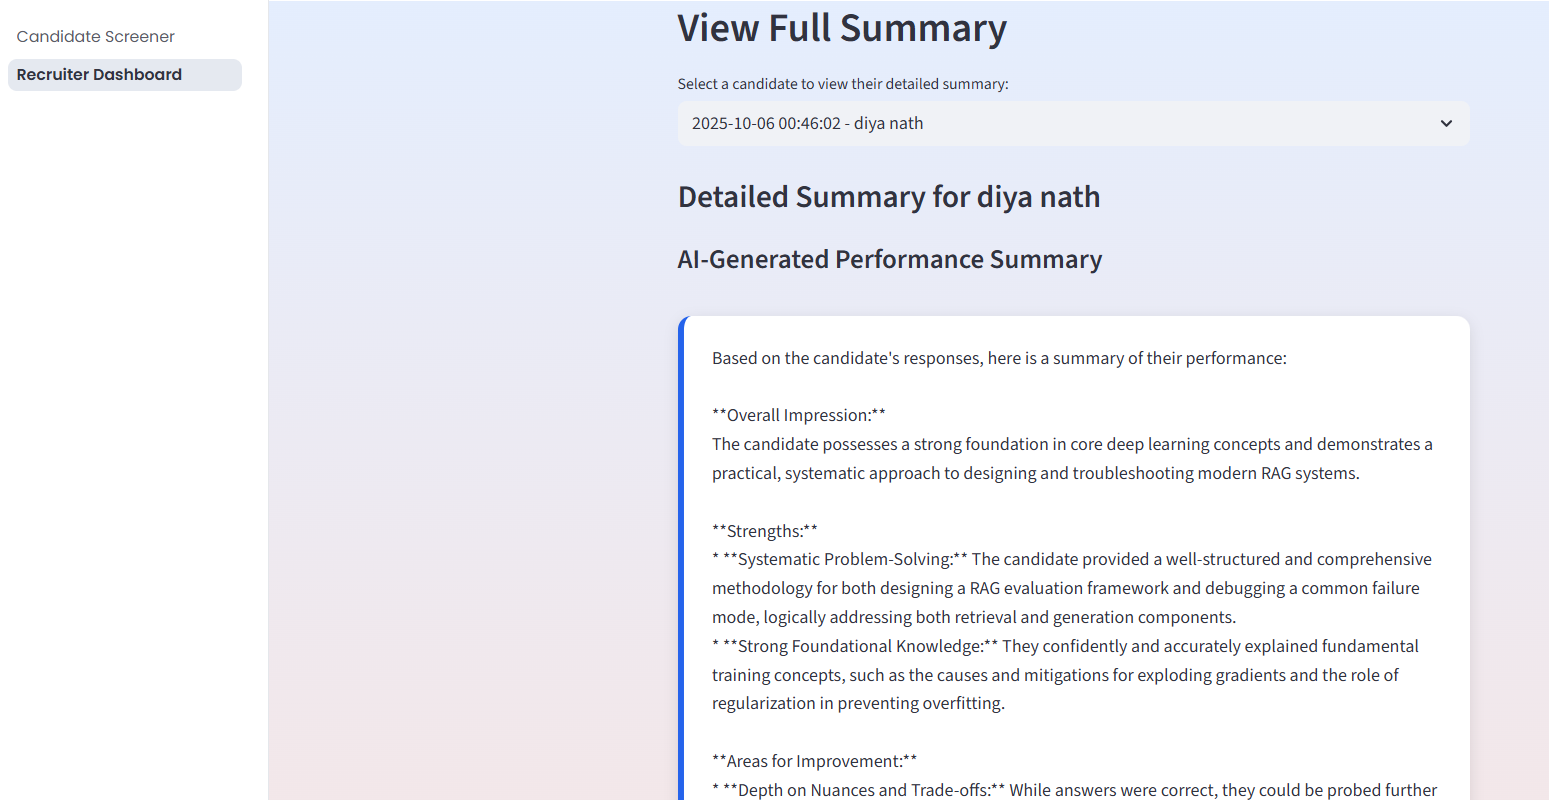 Candidate Screener
Recruiter Dashboard
View Full Summary
Select a candidate to view their detailed summary:
2025-10-06 00:46:02 - diya nath
Detailed Summary for diya nath
AI-Generated Performance Summary
Based on the candidate's responses, here is a summary of their performance:
**Overall Impression:**
The candidate possesses a strong foundation in core deep learning concepts and demonstrates a
practical, systematic approach to designing and troubleshooting modern RAG systems.
**Strengths:**
* **Systematic Problem-Solving:** The candidate provided a well-structured and comprehensive
methodology for both designing a RAG evaluation framework and debugging a common failure
mode, logically addressing both retrieval and generation components.
* **Strong Foundational Knowledge:** They confidently and accurately explained fundamental
training concepts, such as the causes and mitigations for exploding gradients and the role of
regularization in preventing overfitting.
**Areas for Improvement:**
* **Depth on Nuances and Trade-offs:** While answers were correct, they could be probed further